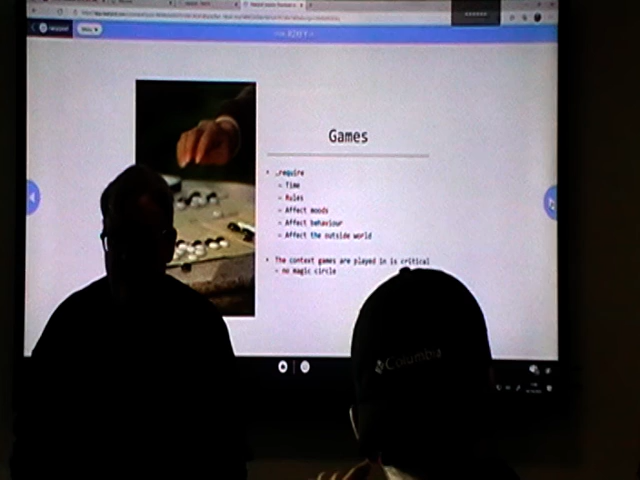 Games
• …require
– Time
– Rules
– Affect moods
– Affect behaviour
– Affect the outside world
• The context games are played in is critical
– no magic circle
Columbia